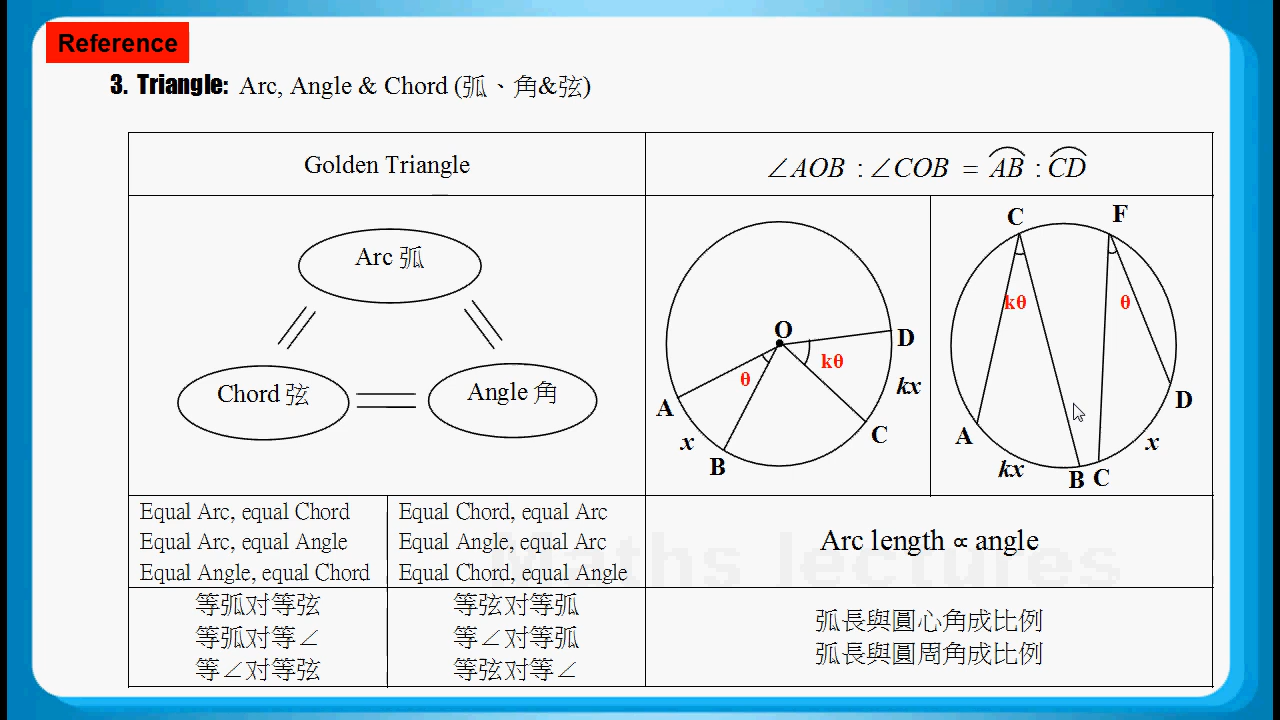 Reference
3. Triangle: Arc, Angle & Chord (弧、角&弦)
Golden Triangle
∠AOB : ∠COB = AB : CD
Arc 弧
Chord 弦
Angle 角
O
D
kθ
θ
kx
A
C
x
B
C
F
kθ
θ
D
A
x
kx
B C
Equal Arc, equal Chord
Equal Arc, equal Angle
Equal Angle, equal Chord
Equal Chord, equal Arc
Equal Angle, equal Arc
Equal Chord, equal Angle
Arc length ∝ angle
Maths lectures
等弧对等弦
等弧对等∠
等∠对等弦
等弦对等弧
等∠对等弧
等弦对等∠
弧長與圓心角成比例
弧長與圓周角成比例